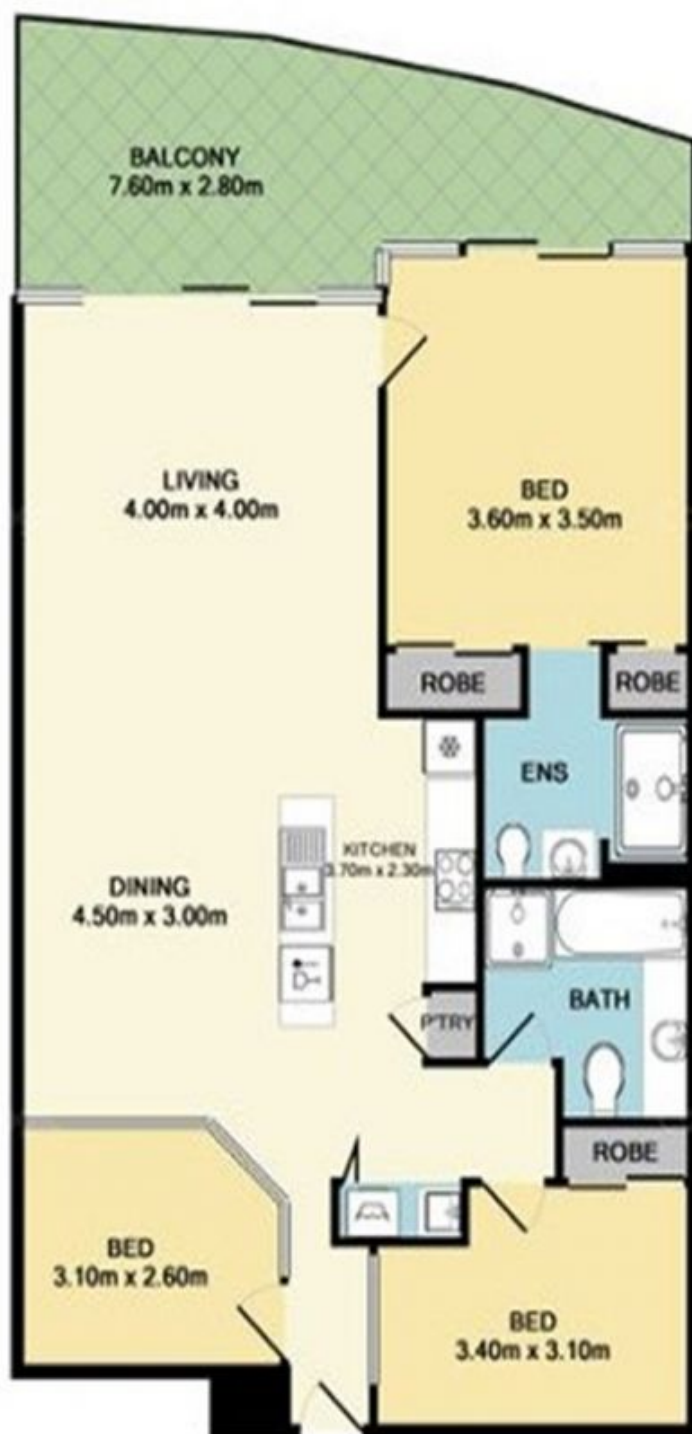 BALCONY
7.60m x 2.80m
LIVING
4.00m x 4.00m
BED
3.60m x 3.50m
ROBE
ROBE
ENS
KITCHEN
3.70m x 2.30m
DINING
4.50m x 3.00m
BATH
P'TRY
ROBE
BED
3.10m x 2.60m
BED
3.40m x 3.10m